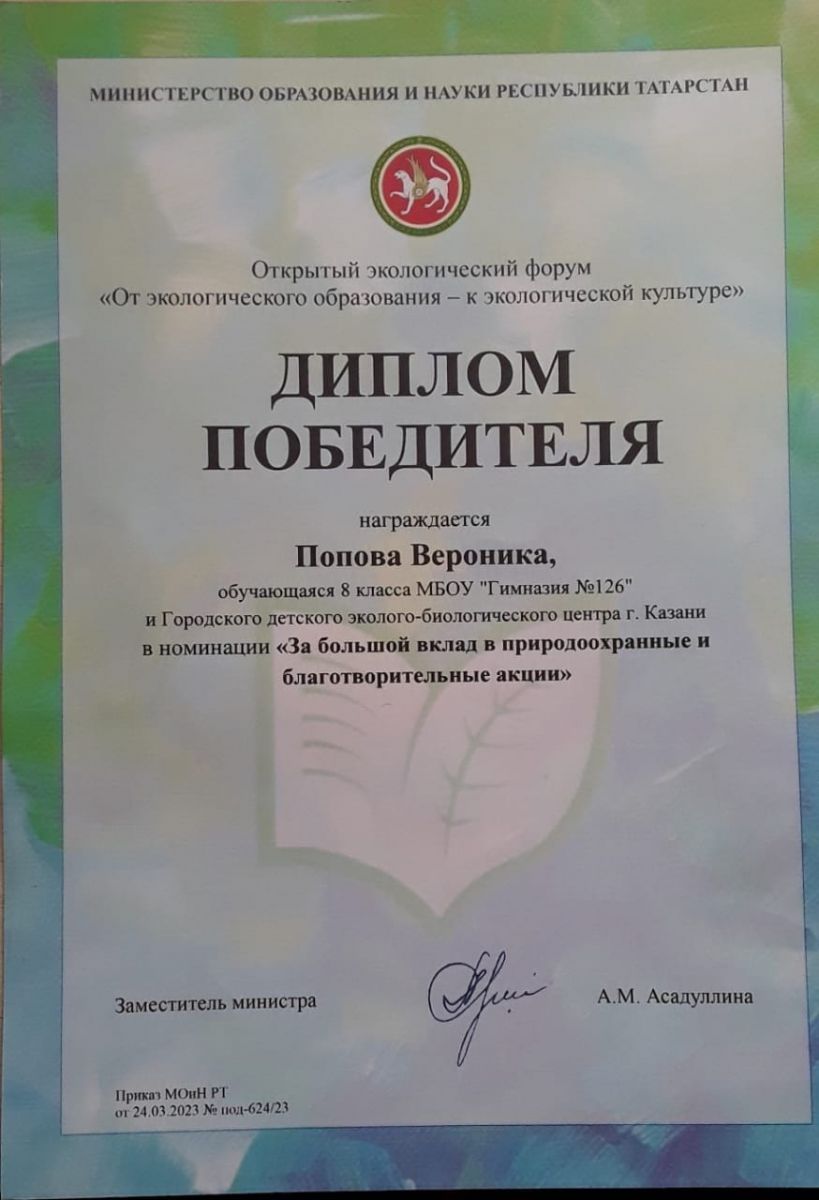 МИНИСТЕРСТВО ОБРАЗОВАНИЯ И НАУКИ РЕСПУБЛИКИ ТАТАРСТАН
Открытый экологический форум
«От экологического образования – к экологической культуре»
ДИПЛОМ
ПОБЕДИТЕЛЯ
награждается
Попова Вероника,
обучающаяся 8 класса МБОУ "Гимназия №126"
и Городского детского эколого-биологического центра г. Казани
в номинации «За большой вклад в природоохранные и
благотворительные акции»
Заместитель министра
А.М. Асадуллина
Приказ МОиН РТ
от 24.03.2023 № под-624/23